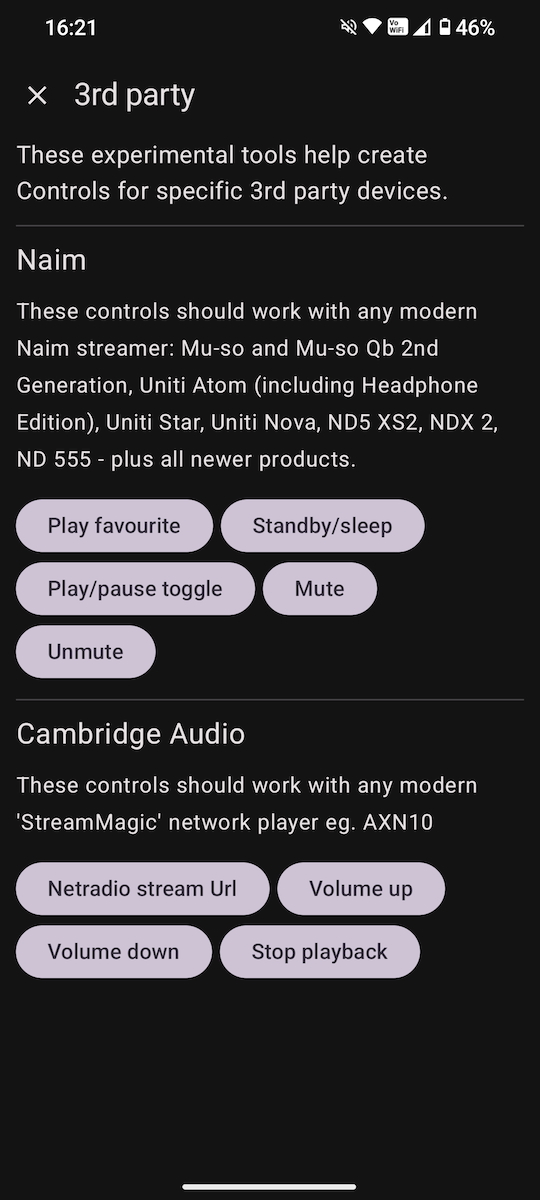 16:21
Vo WiFi
46%
3rd party
These experimental tools help create
Controls for specific 3rd party devices.
Naim
These controls should work with any modern
Naim streamer: Mu-so and Mu-so Qb 2nd
Generation, Uniti Atom (including Headphone
Edition), Uniti Star, Uniti Nova, ND5 XS2, NDX 2,
ND 555 - plus all newer products.
Play favourite
Standby/sleep
Play/pause toggle
Mute
Unmute
Cambridge Audio
These controls should work with any modern
'StreamMagic' network player eg. AXN10
Netradio stream Url
Volume up
Volume down
Stop playback